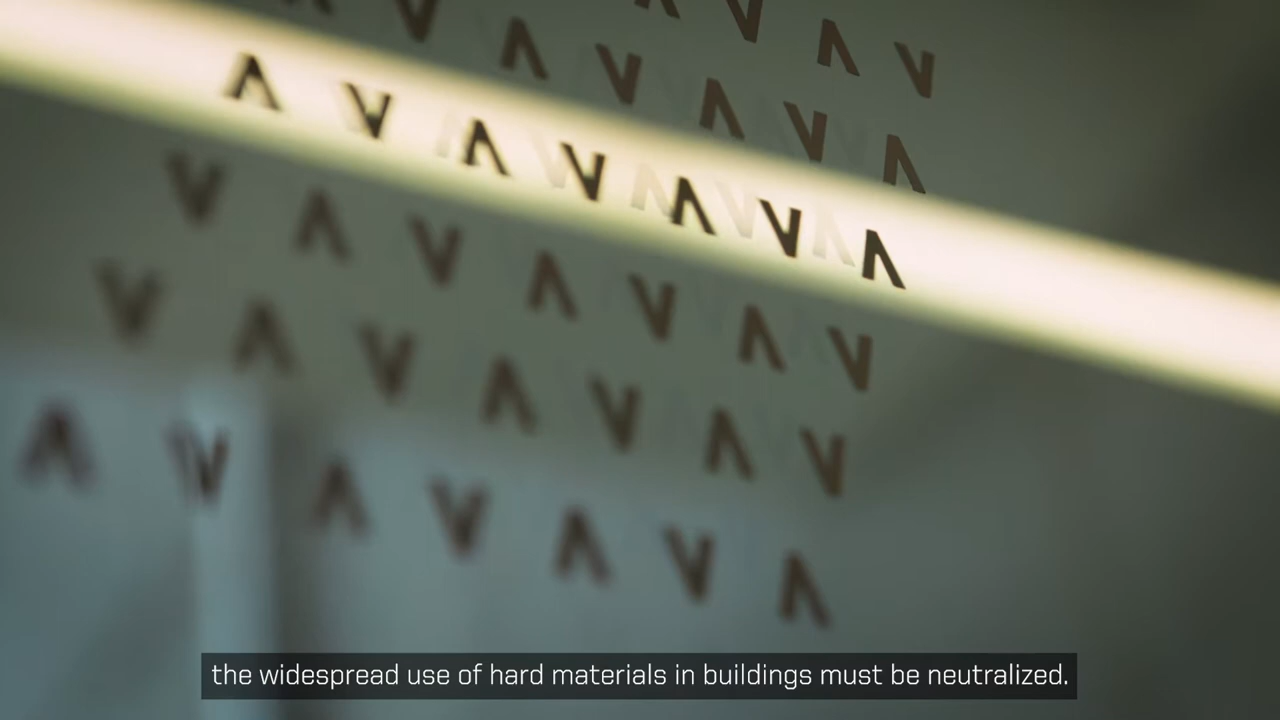 the widespread use of hard materials in buildings must be neutralized.